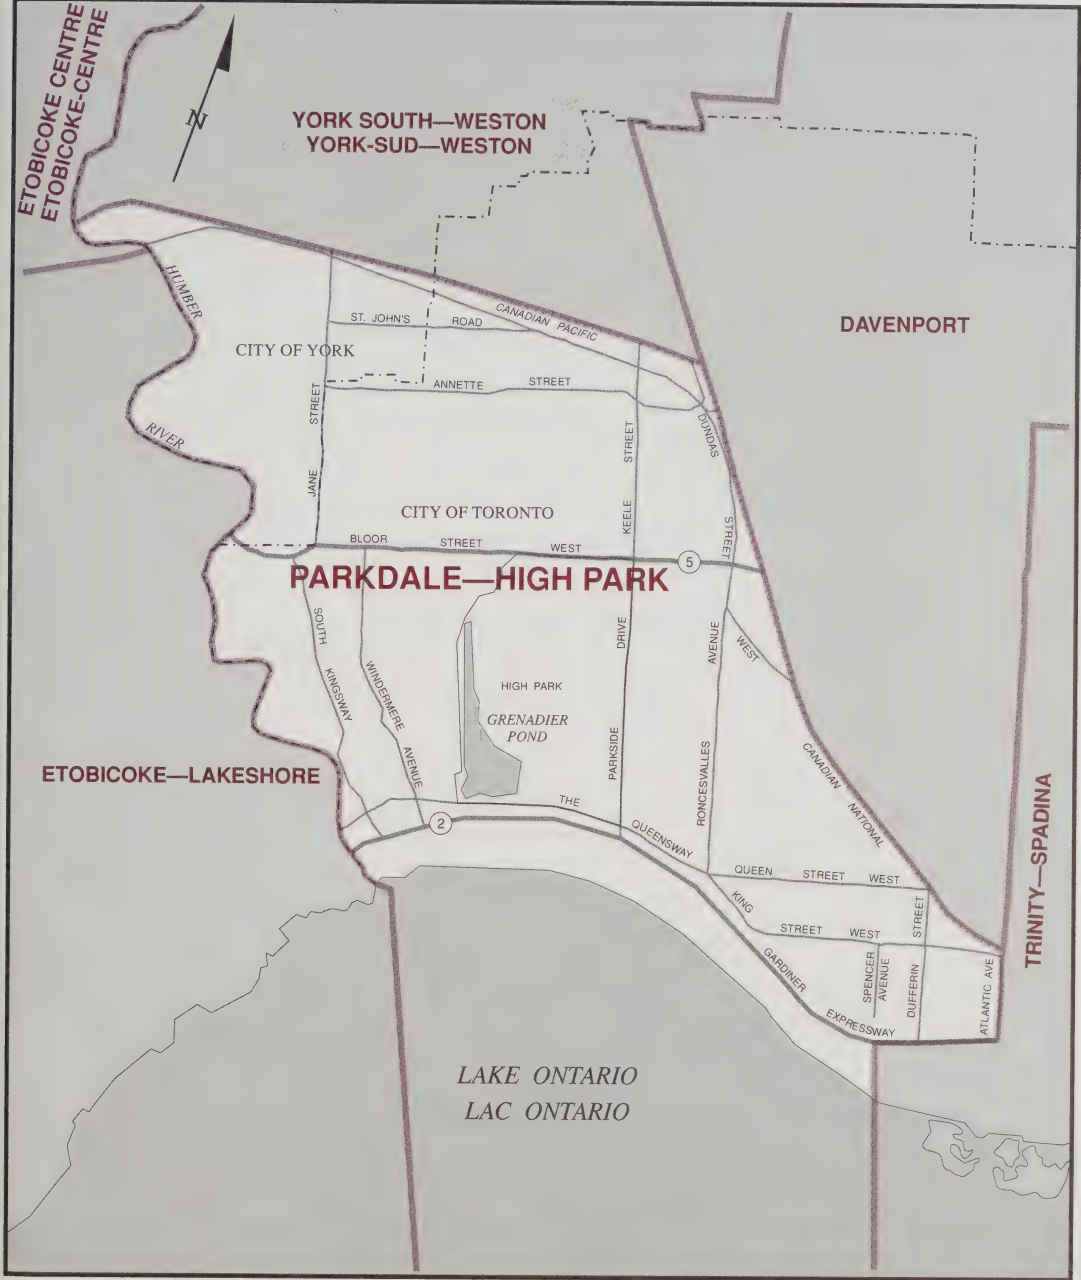 ETOBICOKE CENTRE
ETOBICOKE-CENTRE
N
YORK SOUTH—WESTON
YORK-SUD—WESTON
HUMBER
RIVER
CANADIAN PACIFIC
ST. JOHN'S ROAD
DAVENPORT
CITY OF YORK
ANNETTE STREET
JANE STREET
KEELE STREET
DUNDAS
STREET
WEST
CITY OF TORONTO
BLOOR STREET WEST
5
PARKDALE—HIGH PARK
SOUTH
KINGSWAY
WINDERMERE
AVENUE
HIGH PARK
GRENADIER
POND
PARKSIDE DRIVE
RONCESVALLES AVENUE
CANADIAN NATIONAL
ETOBICOKE—LAKESHORE
TRINITY—SPADINA
2
THE
QUEENSWAY
QUEEN STREET WEST
KING
STREET WEST
GARDINER
EXPRESSWAY
SPENCER
AVENUE
DUFFERIN STREET
ATLANTIC AVE
LAKE ONTARIO
LAC ONTARIO